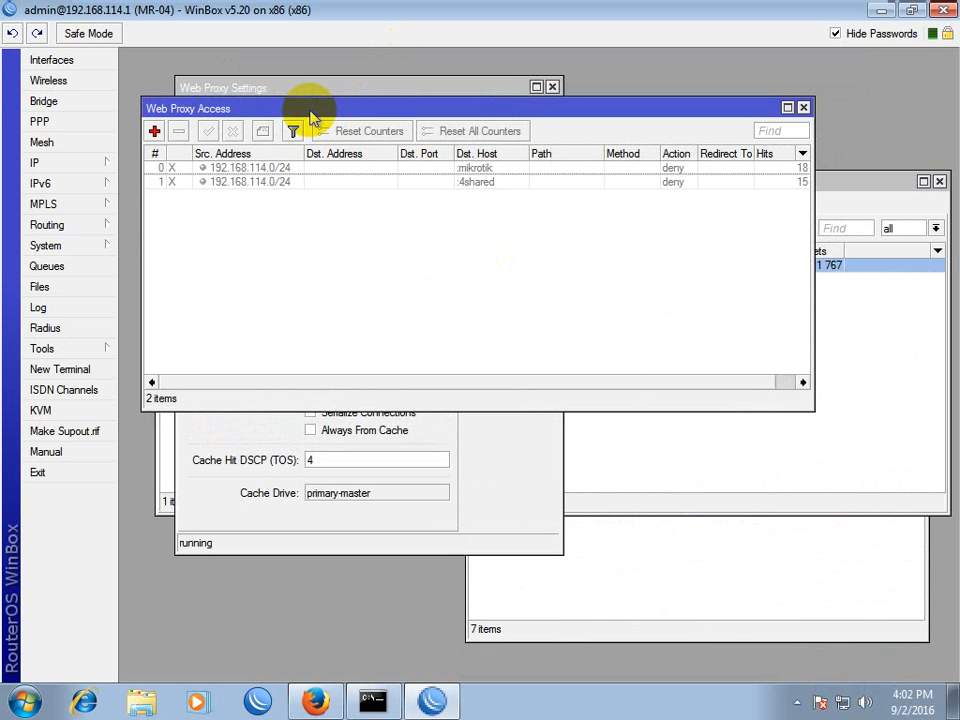 admin@192.168.114.1 (MR-04) - WinBox v5.20 on x86 (x86)
Safe Mode
Hide Passwords
Interfaces
Wireless
Bridge
PPP
Mesh
IP
IPv6
MPLS
Routing
System
Queues
Files
Log
Radius
Tools
New Terminal
ISDN Channels
KVM
Make Supout.rif
Manual
Exit
RouterOS WinBox
Web Proxy Settings
Web Proxy Access
Reset Counters
Reset All Counters
Find
# Src. Address Dst. Address Dst. Port Dst. Host Path Method Action Redirect To Hits
0 X 192.168.114.0/24 :mikrotik deny 18
1 X 192.168.114.0/24 :4shared deny 15
2 items
Find
all
ets
1 767
Serialize Connections
Always From Cache
Cache Hit DSCP (TOS): 4
Cache Drive: primary-master
running
7 items
4:02 PM
9/2/2016